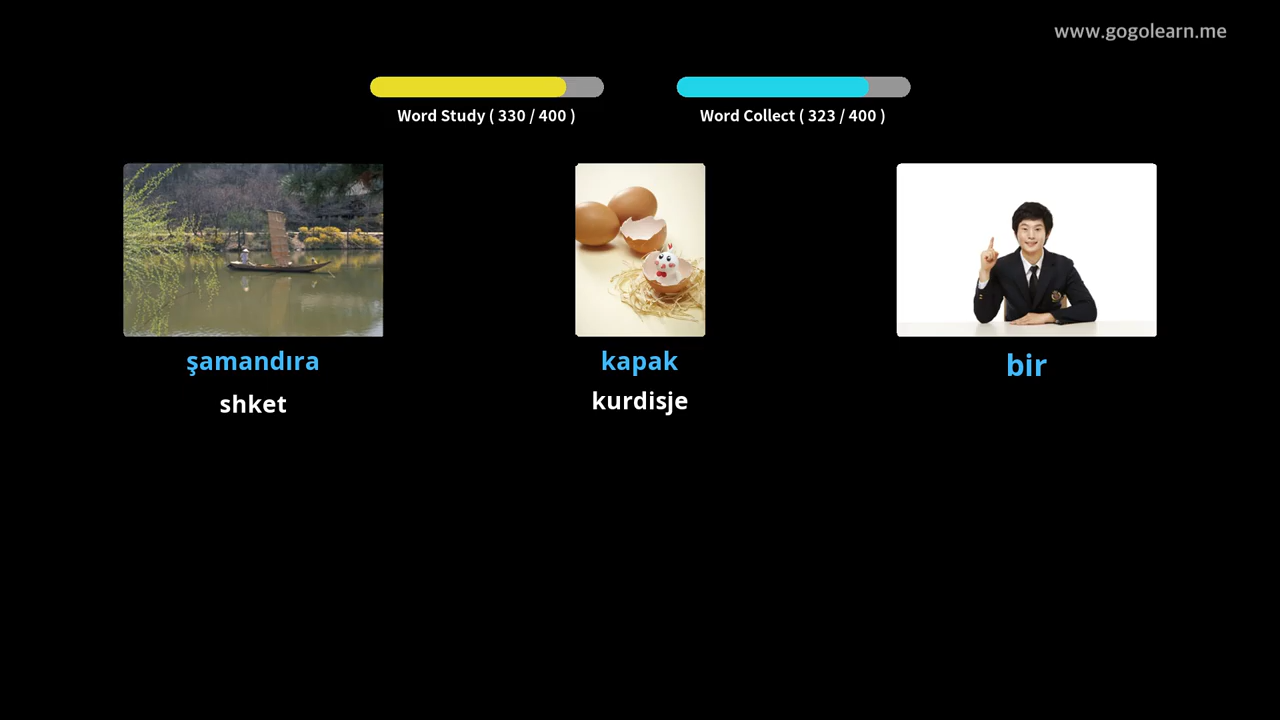 www.gogolearn.me
Word Study ( 330 / 400 )
Word Collect ( 323 / 400 )
şamandıra
kapak
bir
shket
kurdisje